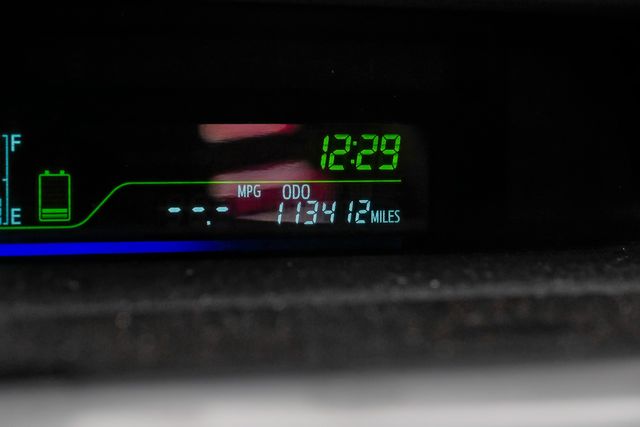 12:29
F
MPG ODO
E --.- 113412 MILES